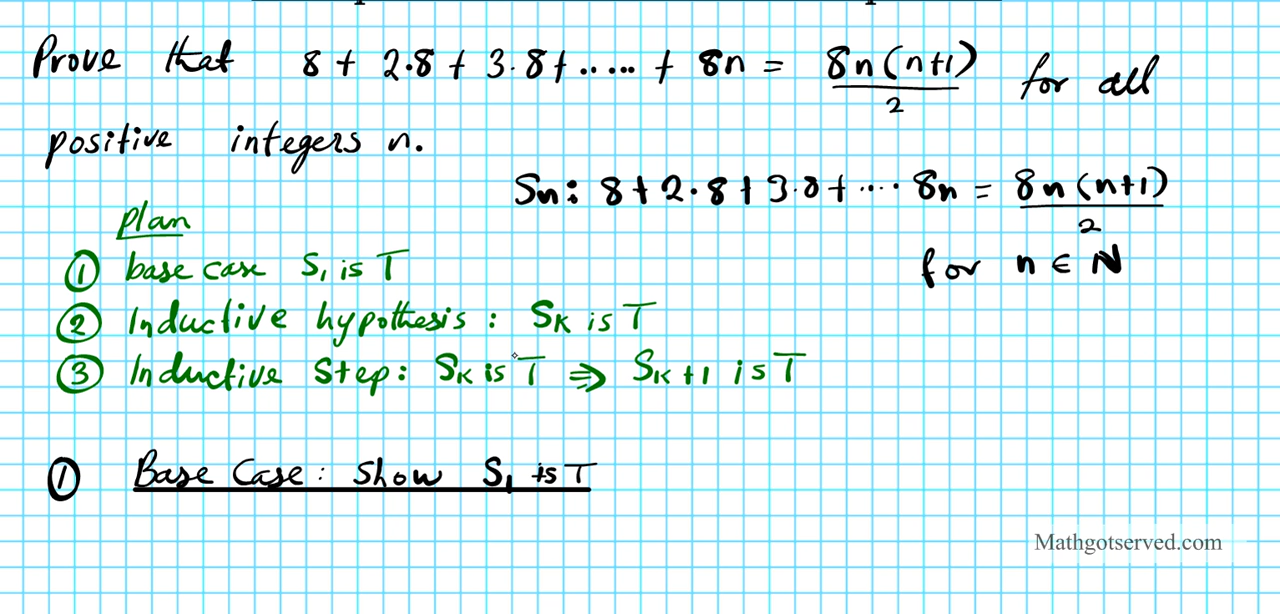 Prove that 8 + 2·8 + 3·8 + ..... + 8n = 8n(n+1)/2 for all
positive integers n.
Sn: 8 + 2·8 + 3·8 + .... 8n = 8n(n+1)/2
for n ∈ N
plan
① base case S₁ is T
② Inductive hypothesis: Sk is T
③ Inductive Step: Sk is T ⇒ Sk+1 is T
① Base Case: Show S₁ is T
Mathgotserved.com